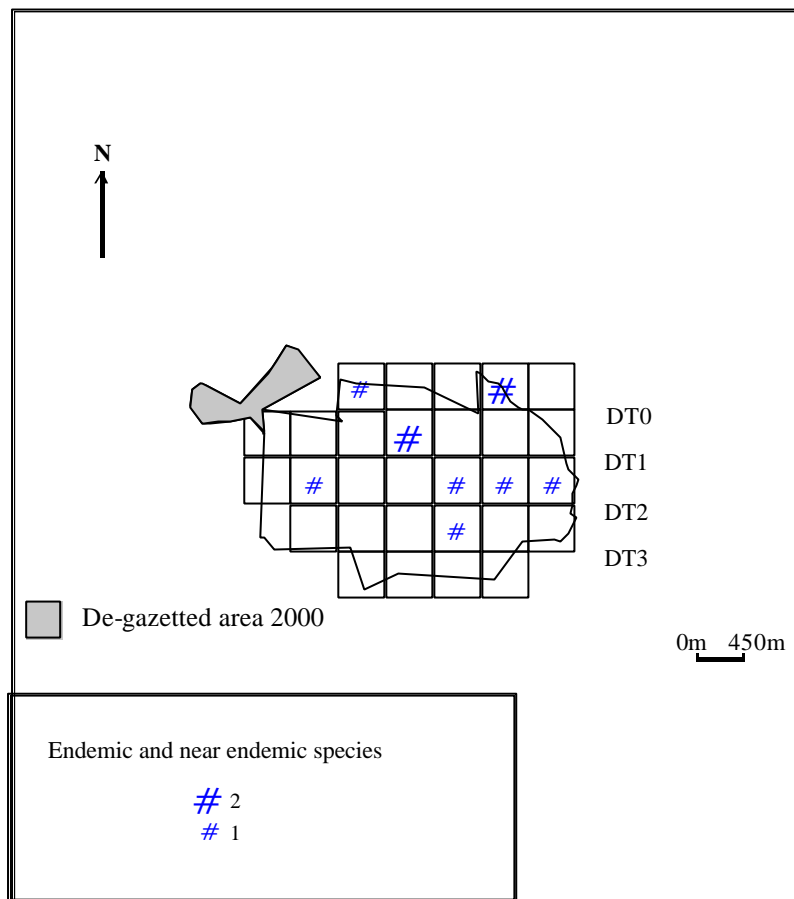 N
DT0
DT1
DT2
DT3
De-gazetted area 2000
0m 450m
Endemic and near endemic species
# 2
# 1